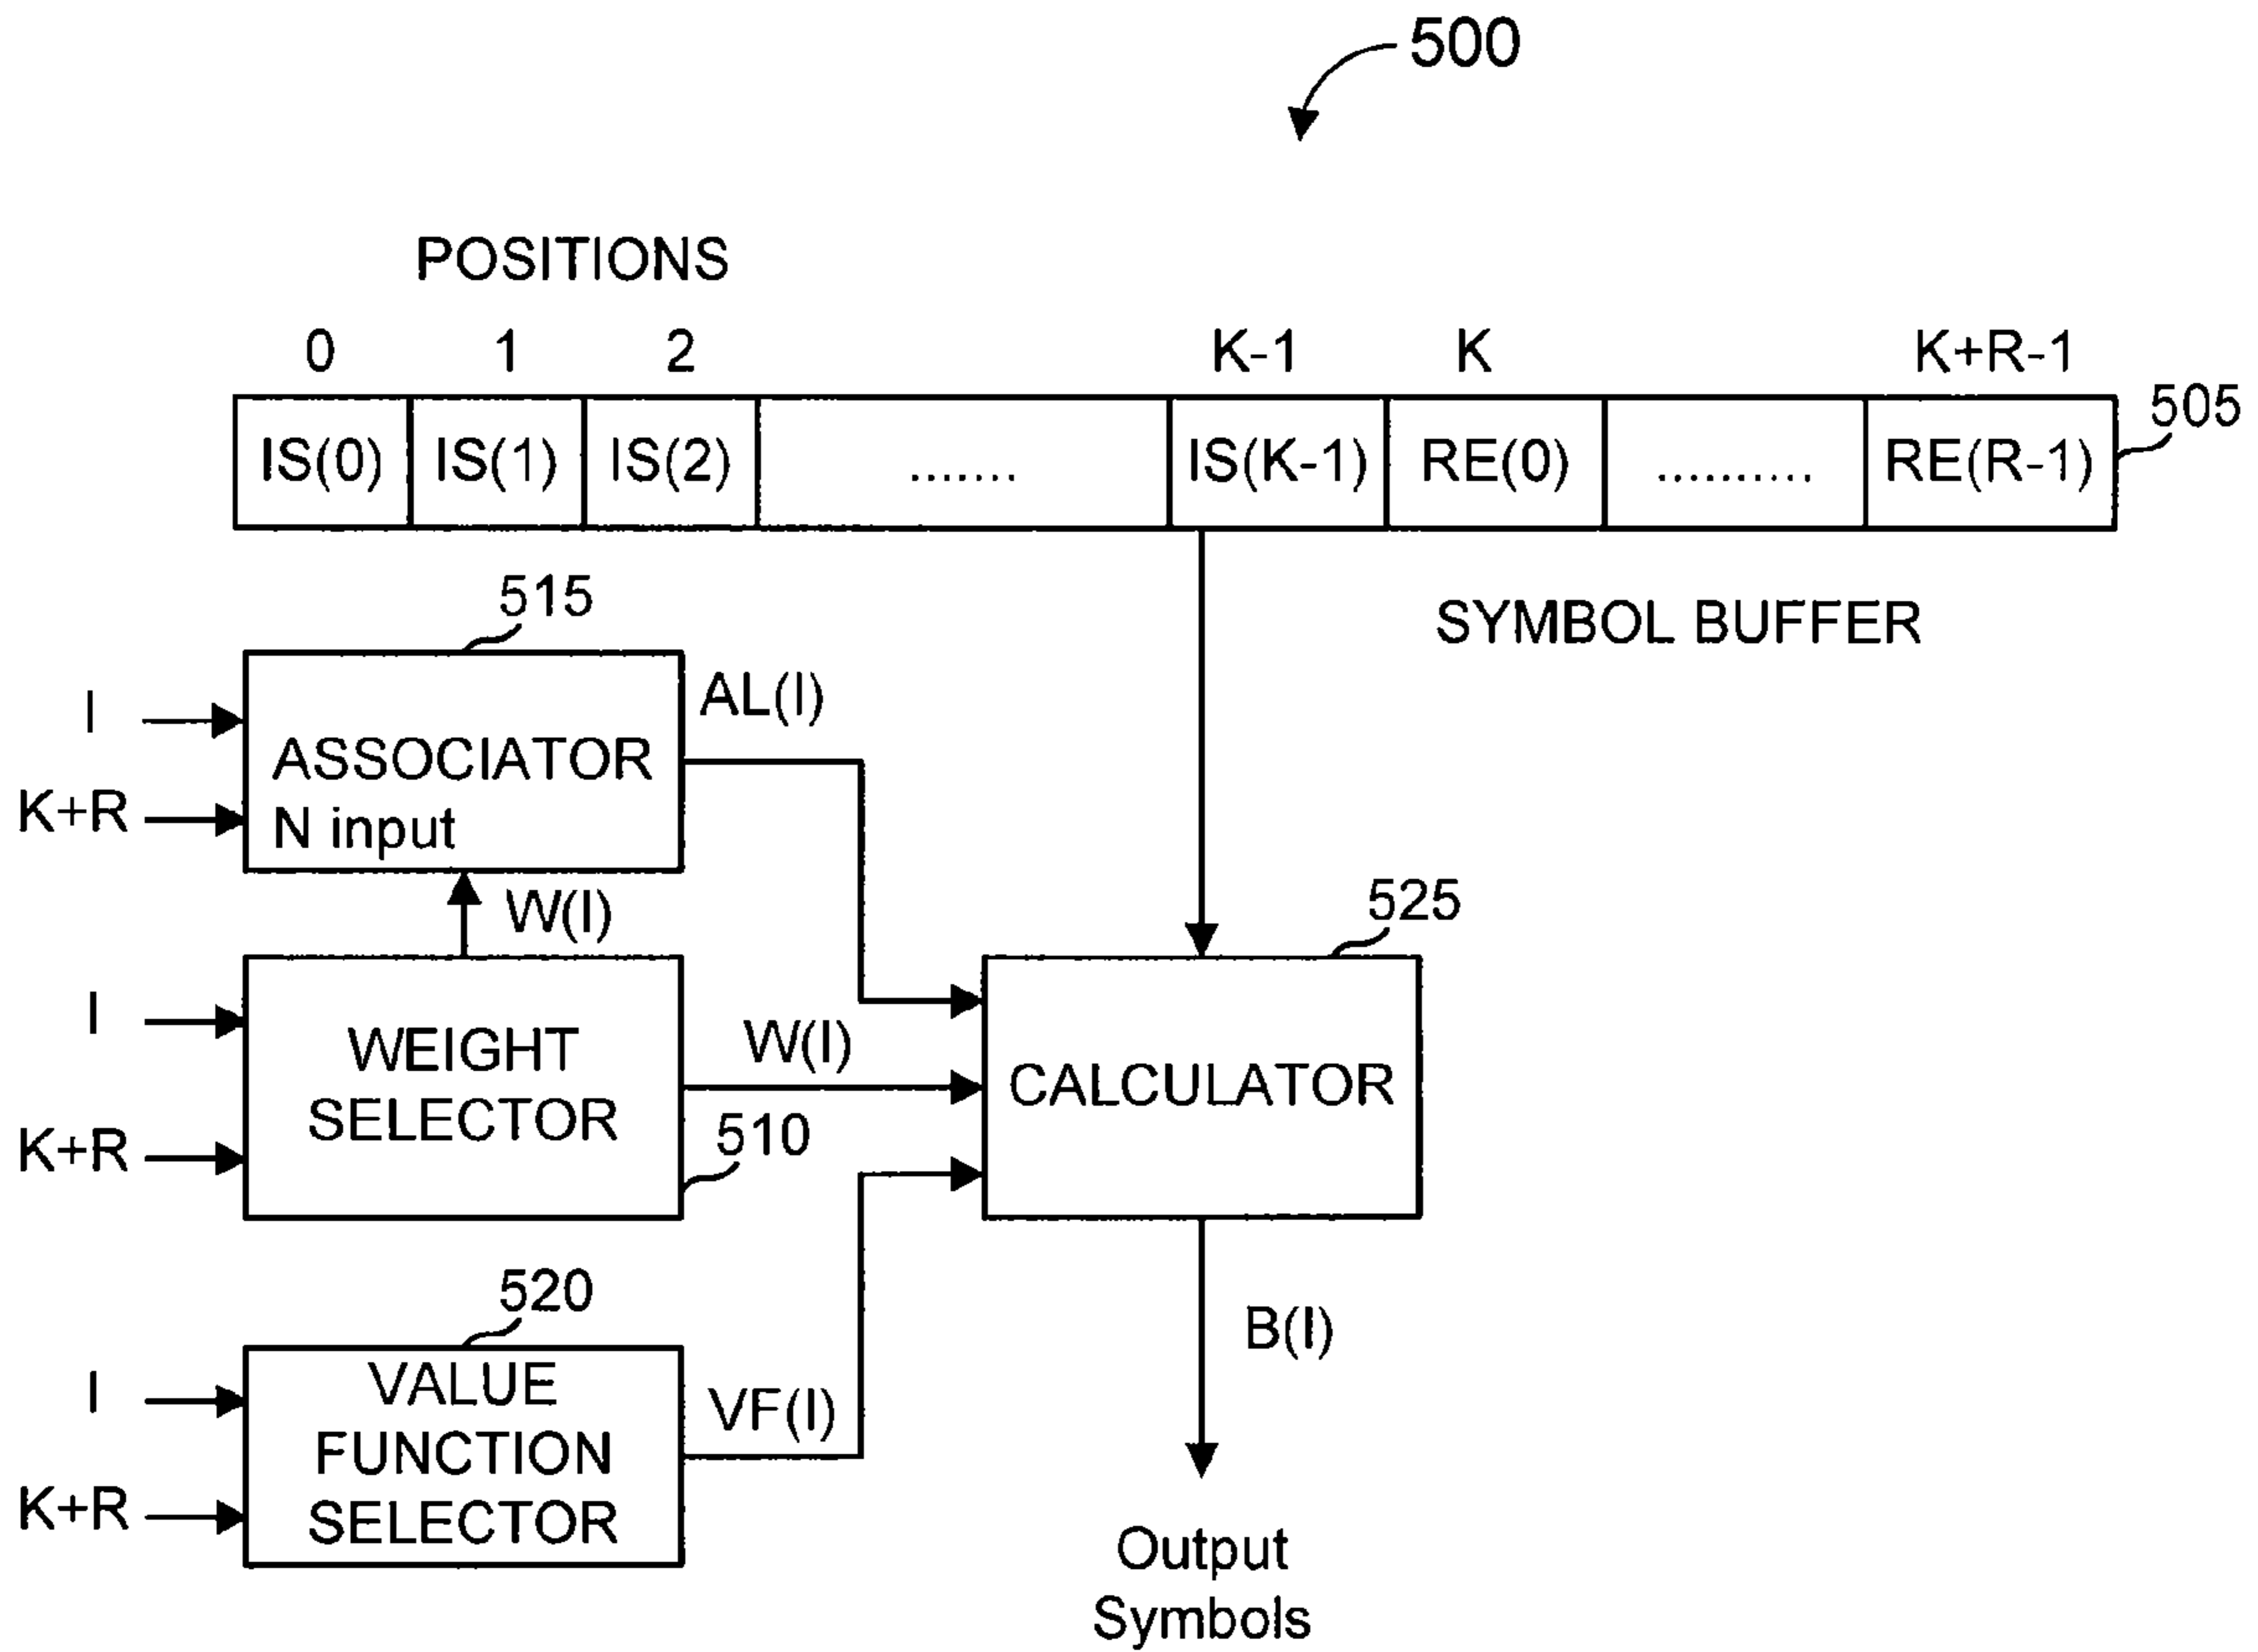 500
POSITIONS
0 1 2 K-1 K K+R-1
505
IS(0) IS(1) IS(2) ....... IS(K-1) RE(0) .......... RE(R-1)
SYMBOL BUFFER
515
I
K+R
ASSOCIATOR
N input
AL(I)
W(I)
525
I
K+R
WEIGHT
SELECTOR
W(I)
510
CALCULATOR
520
I
K+R
VALUE
FUNCTION
SELECTOR
VF(I)
B(I)
Output
Symbols